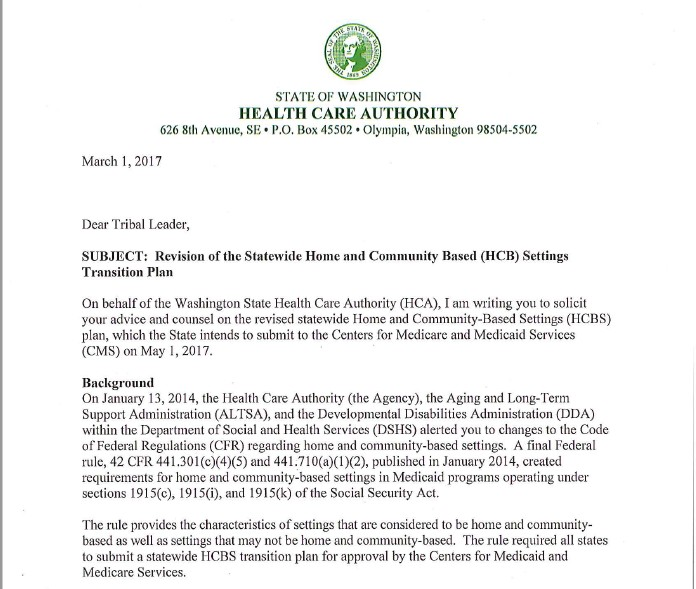 THE SEAL OF THE STATE OF WASHINGTON
1889
STATE OF WASHINGTON
HEALTH CARE AUTHORITY
626 8th Avenue, SE • P.O. Box 45502 • Olympia, Washington 98504-5502
March 1, 2017
Dear Tribal Leader,
SUBJECT: Revision of the Statewide Home and Community Based (HCB) Settings
Transition Plan
On behalf of the Washington State Health Care Authority (HCA), I am writing you to solicit
your advice and counsel on the revised statewide Home and Community-Based Settings (HCBS)
plan, which the State intends to submit to the Centers for Medicare and Medicaid Services
(CMS) on May 1, 2017.
Background
On January 13, 2014, the Health Care Authority (the Agency), the Aging and Long-Term
Support Administration (ALTSA), and the Developmental Disabilities Administration (DDA)
within the Department of Social and Health Services (DSHS) alerted you to changes to the Code
of Federal Regulations (CFR) regarding home and community-based settings. A final Federal
rule, 42 CFR 441.301(c)(4)(5) and 441.710(a)(1)(2), published in January 2014, created
requirements for home and community-based settings in Medicaid programs operating under
sections 1915(c), 1915(i), and 1915(k) of the Social Security Act.
The rule provides the characteristics of settings that are considered to be home and community-
based as well as settings that may not be home and community-based. The rule required all states
to submit a statewide HCBS transition plan for approval by the Centers for Medicaid and
Medicare Services.